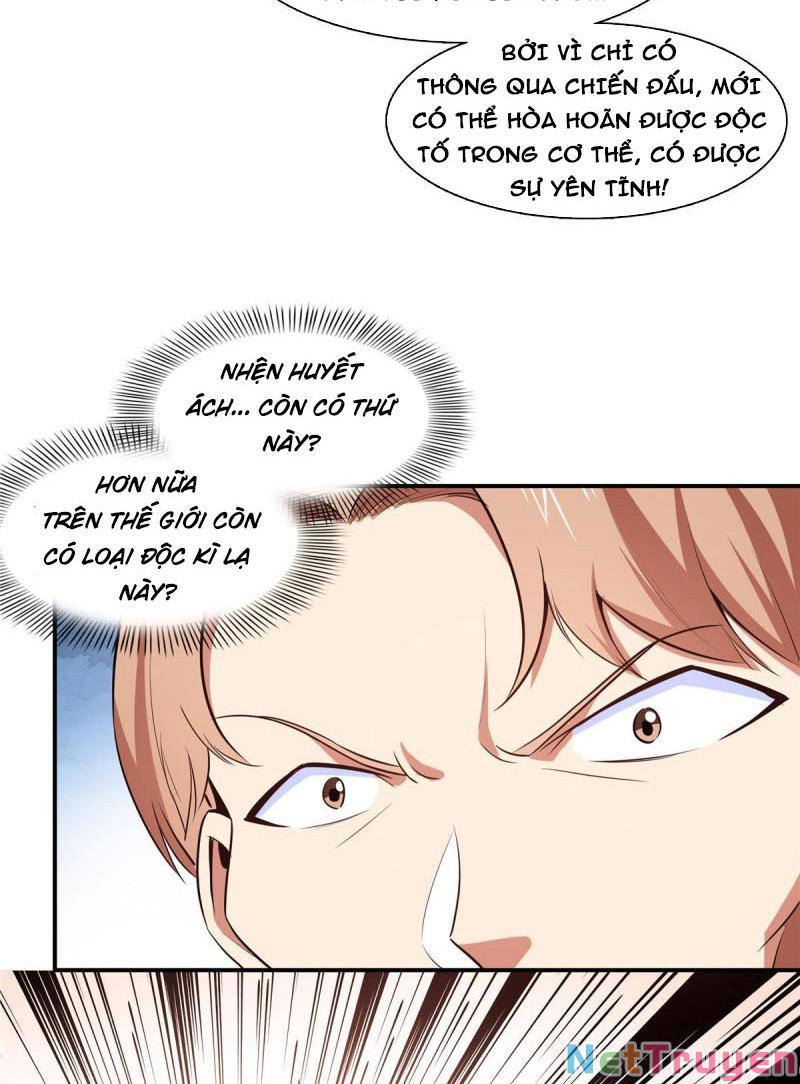 BỞI VÌ CHỈ CÓ
THÔNG QUA CHIẾN ĐẤU, MỚI
CÓ THỂ HÒA HOÃN ĐƯỢC ĐỘC
TỐ TRONG CƠ THỂ, CÓ ĐƯỢC
SỰ YÊN TĨNH!
NHỆN HUYẾT
ÁCH... CÒN CÓ THỨ
NÀY?
HƠN NỮA
TRÊN THẾ GIỚI CÒN
CÓ LOẠI ĐỘC KÌ LẠ
NÀY?
NetTruyen